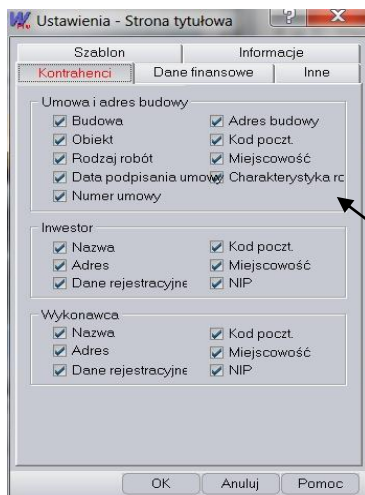 Ustawienia - Strona tytułowa
Szablon Informacje
Kontrahenci Dane finansowe Inne
Umowa i adres budowy
Budowa Adres budowy
Obiekt Kod poczt.
Rodzaj robót Miejscowość
Data podpisania umowy Charakterystyka rc
Numer umowy
Inwestor
Nazwa Kod poczt.
Adres Miejscowość
Dane rejestracyjne NIP
Wykonawca
Nazwa Kod poczt.
Adres Miejscowość
Dane rejestracyjne NIP
OK Anuluj Pomoc